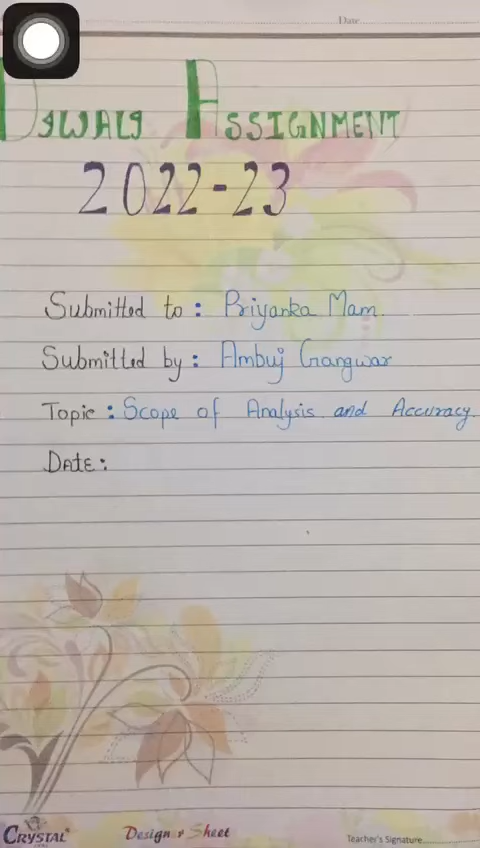 Date
DIWALI ASSIGNMENT
2022-23
Submitted to : Priyanka Mam.
Submitted by : Ambuj Gangwar
Topic : Scope of Analysis and Accuracy.
DATE :
CRYSTAL Designer Sheet Teacher's Signature